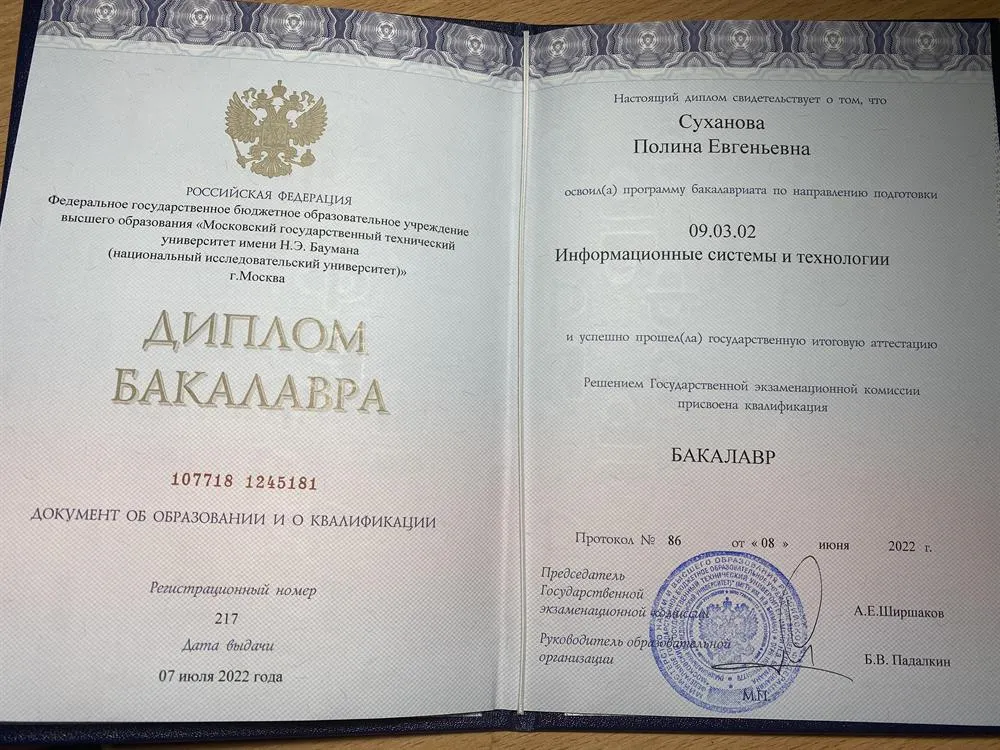 РОССИЙСКАЯ ФЕДЕРАЦИЯ
Федеральное государственное бюджетное образовательное учреждение
высшего образования «Московский государственный технический
университет имени Н.Э. Баумана
(национальный исследовательский университет)»
г.Москва
ДИПЛОМ
БАКАЛАВРА
107718 1245181
ДОКУМЕНТ ОБ ОБРАЗОВАНИИ И О КВАЛИФИКАЦИИ
Регистрационный номер
217
Дата выдачи
07 июля 2022 года
Настоящий диплом свидетельствует о том, что
Суханова
Полина Евгеньевна
освоил(а) программу бакалавриата по направлению подготовки
09.03.02
Информационные системы и технологии
и успешно прошел(ла) государственную итоговую аттестацию
Решением Государственной экзаменационной комиссии
присвоена квалификация
БАКАЛАВР
Протокол № 86 от « 08 » июня 2022 г.
Председатель
Государственной
экзаменационной комиссии
А.Е.Ширшаков
Руководитель образовательной
организации
Б.В. Падалкин
М.П.